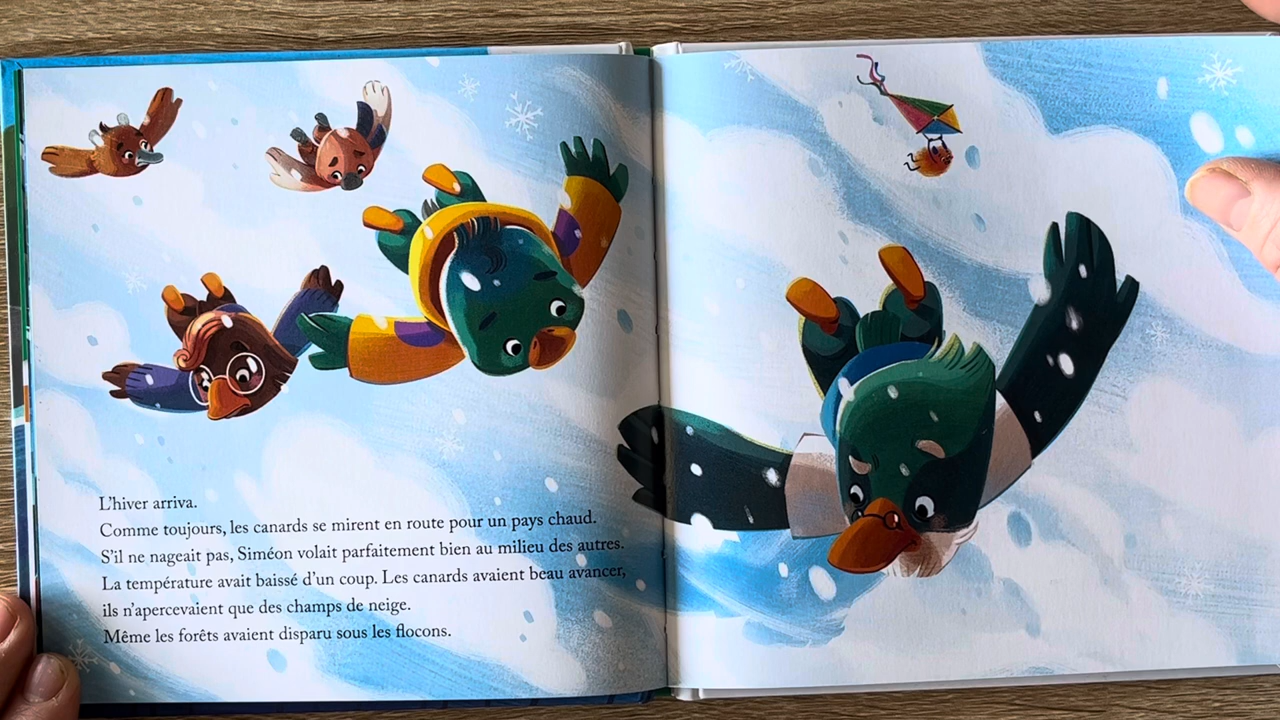 L'hiver arriva.
Comme toujours, les canards se mirent en route pour un pays chaud.
S'il ne nageait pas, Siméon volait parfaitement bien au milieu des autres.
La température avait baissé d'un coup. Les canards avaient beau avancer,
ils n'apercevaient que des champs de neige.
Même les forêts avaient disparu sous les flocons.